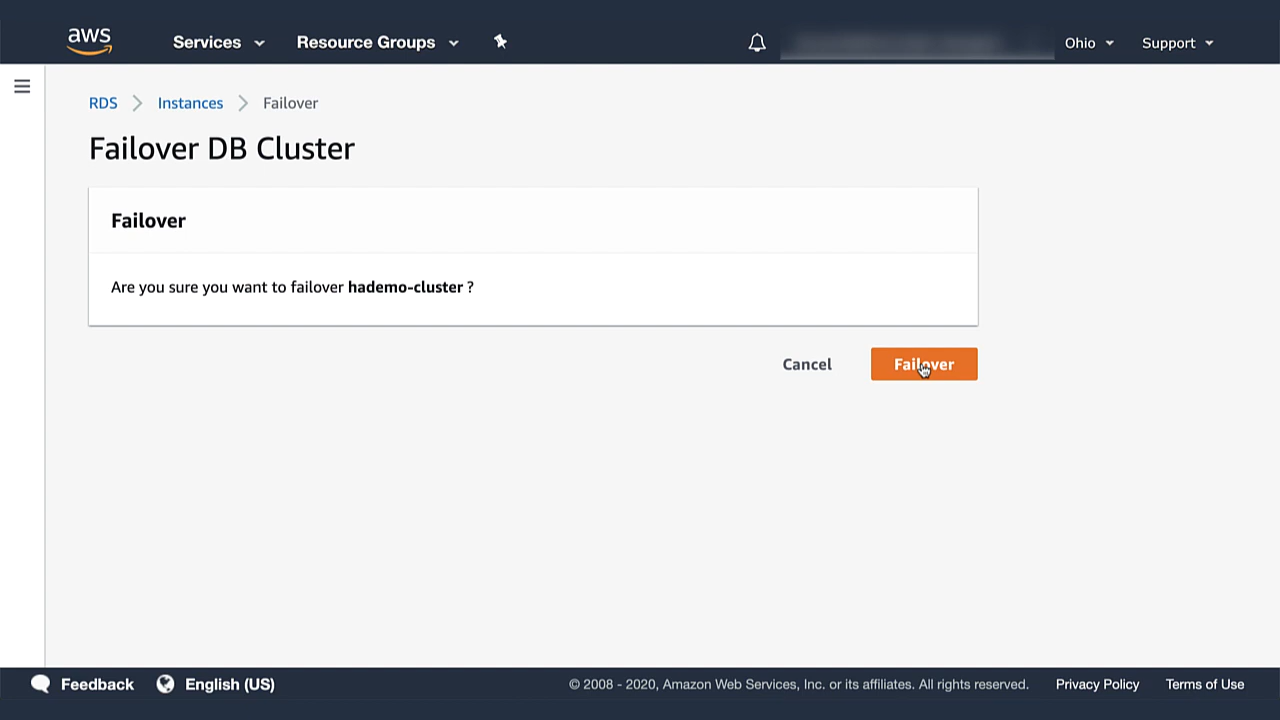 aws Services Resource Groups Ohio Support
RDS Instances Failover
Failover DB Cluster
Failover
Are you sure you want to failover hademo-cluster ?
Cancel Failover
Feedback English (US) © 2008 - 2020, Amazon Web Services, Inc. or its affiliates. All rights reserved. Privacy Policy Terms of Use